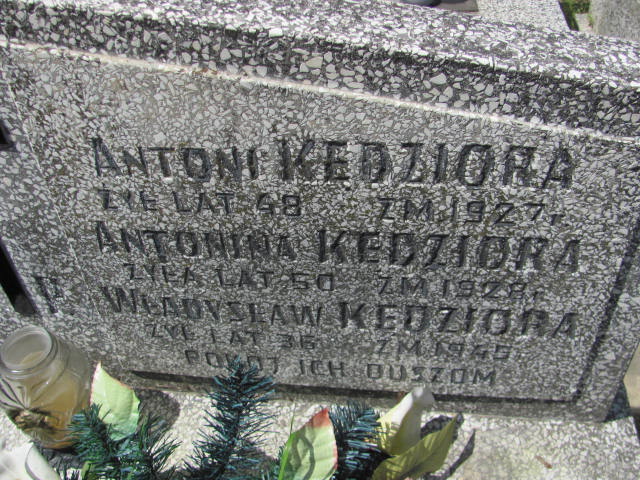 Antoni KĘDZIORA
ŻYŁ LAT 48 ZM. 1927.
Antonina KĘDZIORA
ŻYŁA LAT 50 ZM. 1928.
Władysław KĘDZIORA
ŻYŁ LAT 36 ZM. 1945
POKÓJ ICH DUSZOM